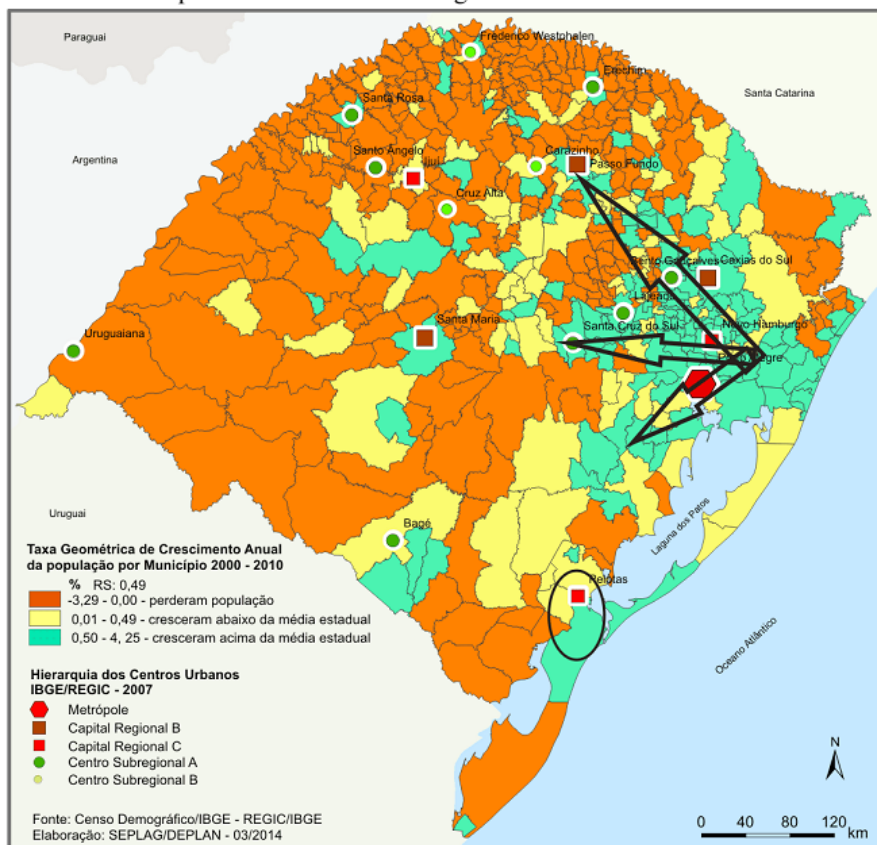 Paraguai
Frederico Westphalen
Erechim
Santa Catarina
Santa Rosa
Argentina
Santo Ângelo
Ijuí
Carazinho
Passo Fundo
Cruz Alta
Bento Gonçalves
Caxias do Sul
Lajeado
Santa Maria
Santa Cruz do Sul
Novo Hamburgo
Uruguaiana
Porto Alegre
Uruguai
Bagé
Laguna dos Patos
Pelotas
Oceano Atlântico
Taxa Geométrica de Crescimento Anual
da população por Município 2000 - 2010
% RS: 0,49
-3,29 - 0,00 - perderam população
0,01 - 0,49 - cresceram abaixo da média estadual
0,50 - 4, 25 - cresceram acima da média estadual
Hierarquia dos Centros Urbanos
IBGE/REGIC - 2007
Metrópole
Capital Regional B
Capital Regional C
Centro Subregional A
Centro Subregional B
Fonte: Censo Demográfico/IBGE - REGIC/IBGE
Elaboração: SEPLAG/DEPLAN - 03/2014
N
0 40 80 120
km